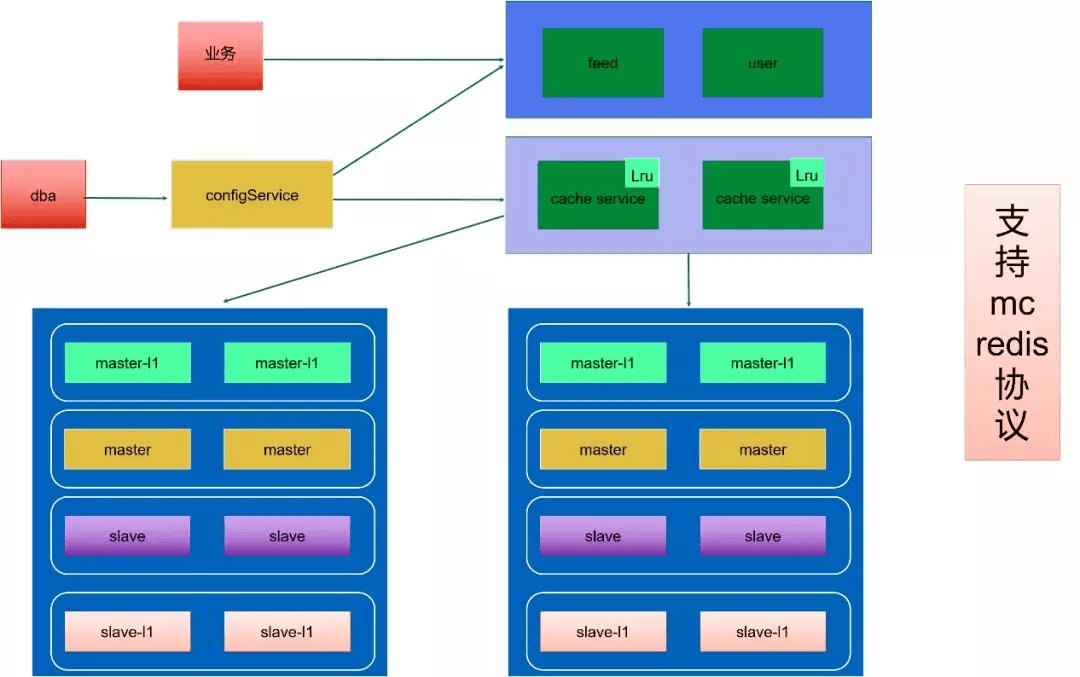 业务
feed
user
dba
configService
Lru
cache service
Lru
cache service
master-l1
master-l1
master
master
slave
slave
slave-l1
slave-l1
master-l1
master-l1
master
master
slave
slave
slave-l1
slave-l1
支
持
mc
redis
协
议